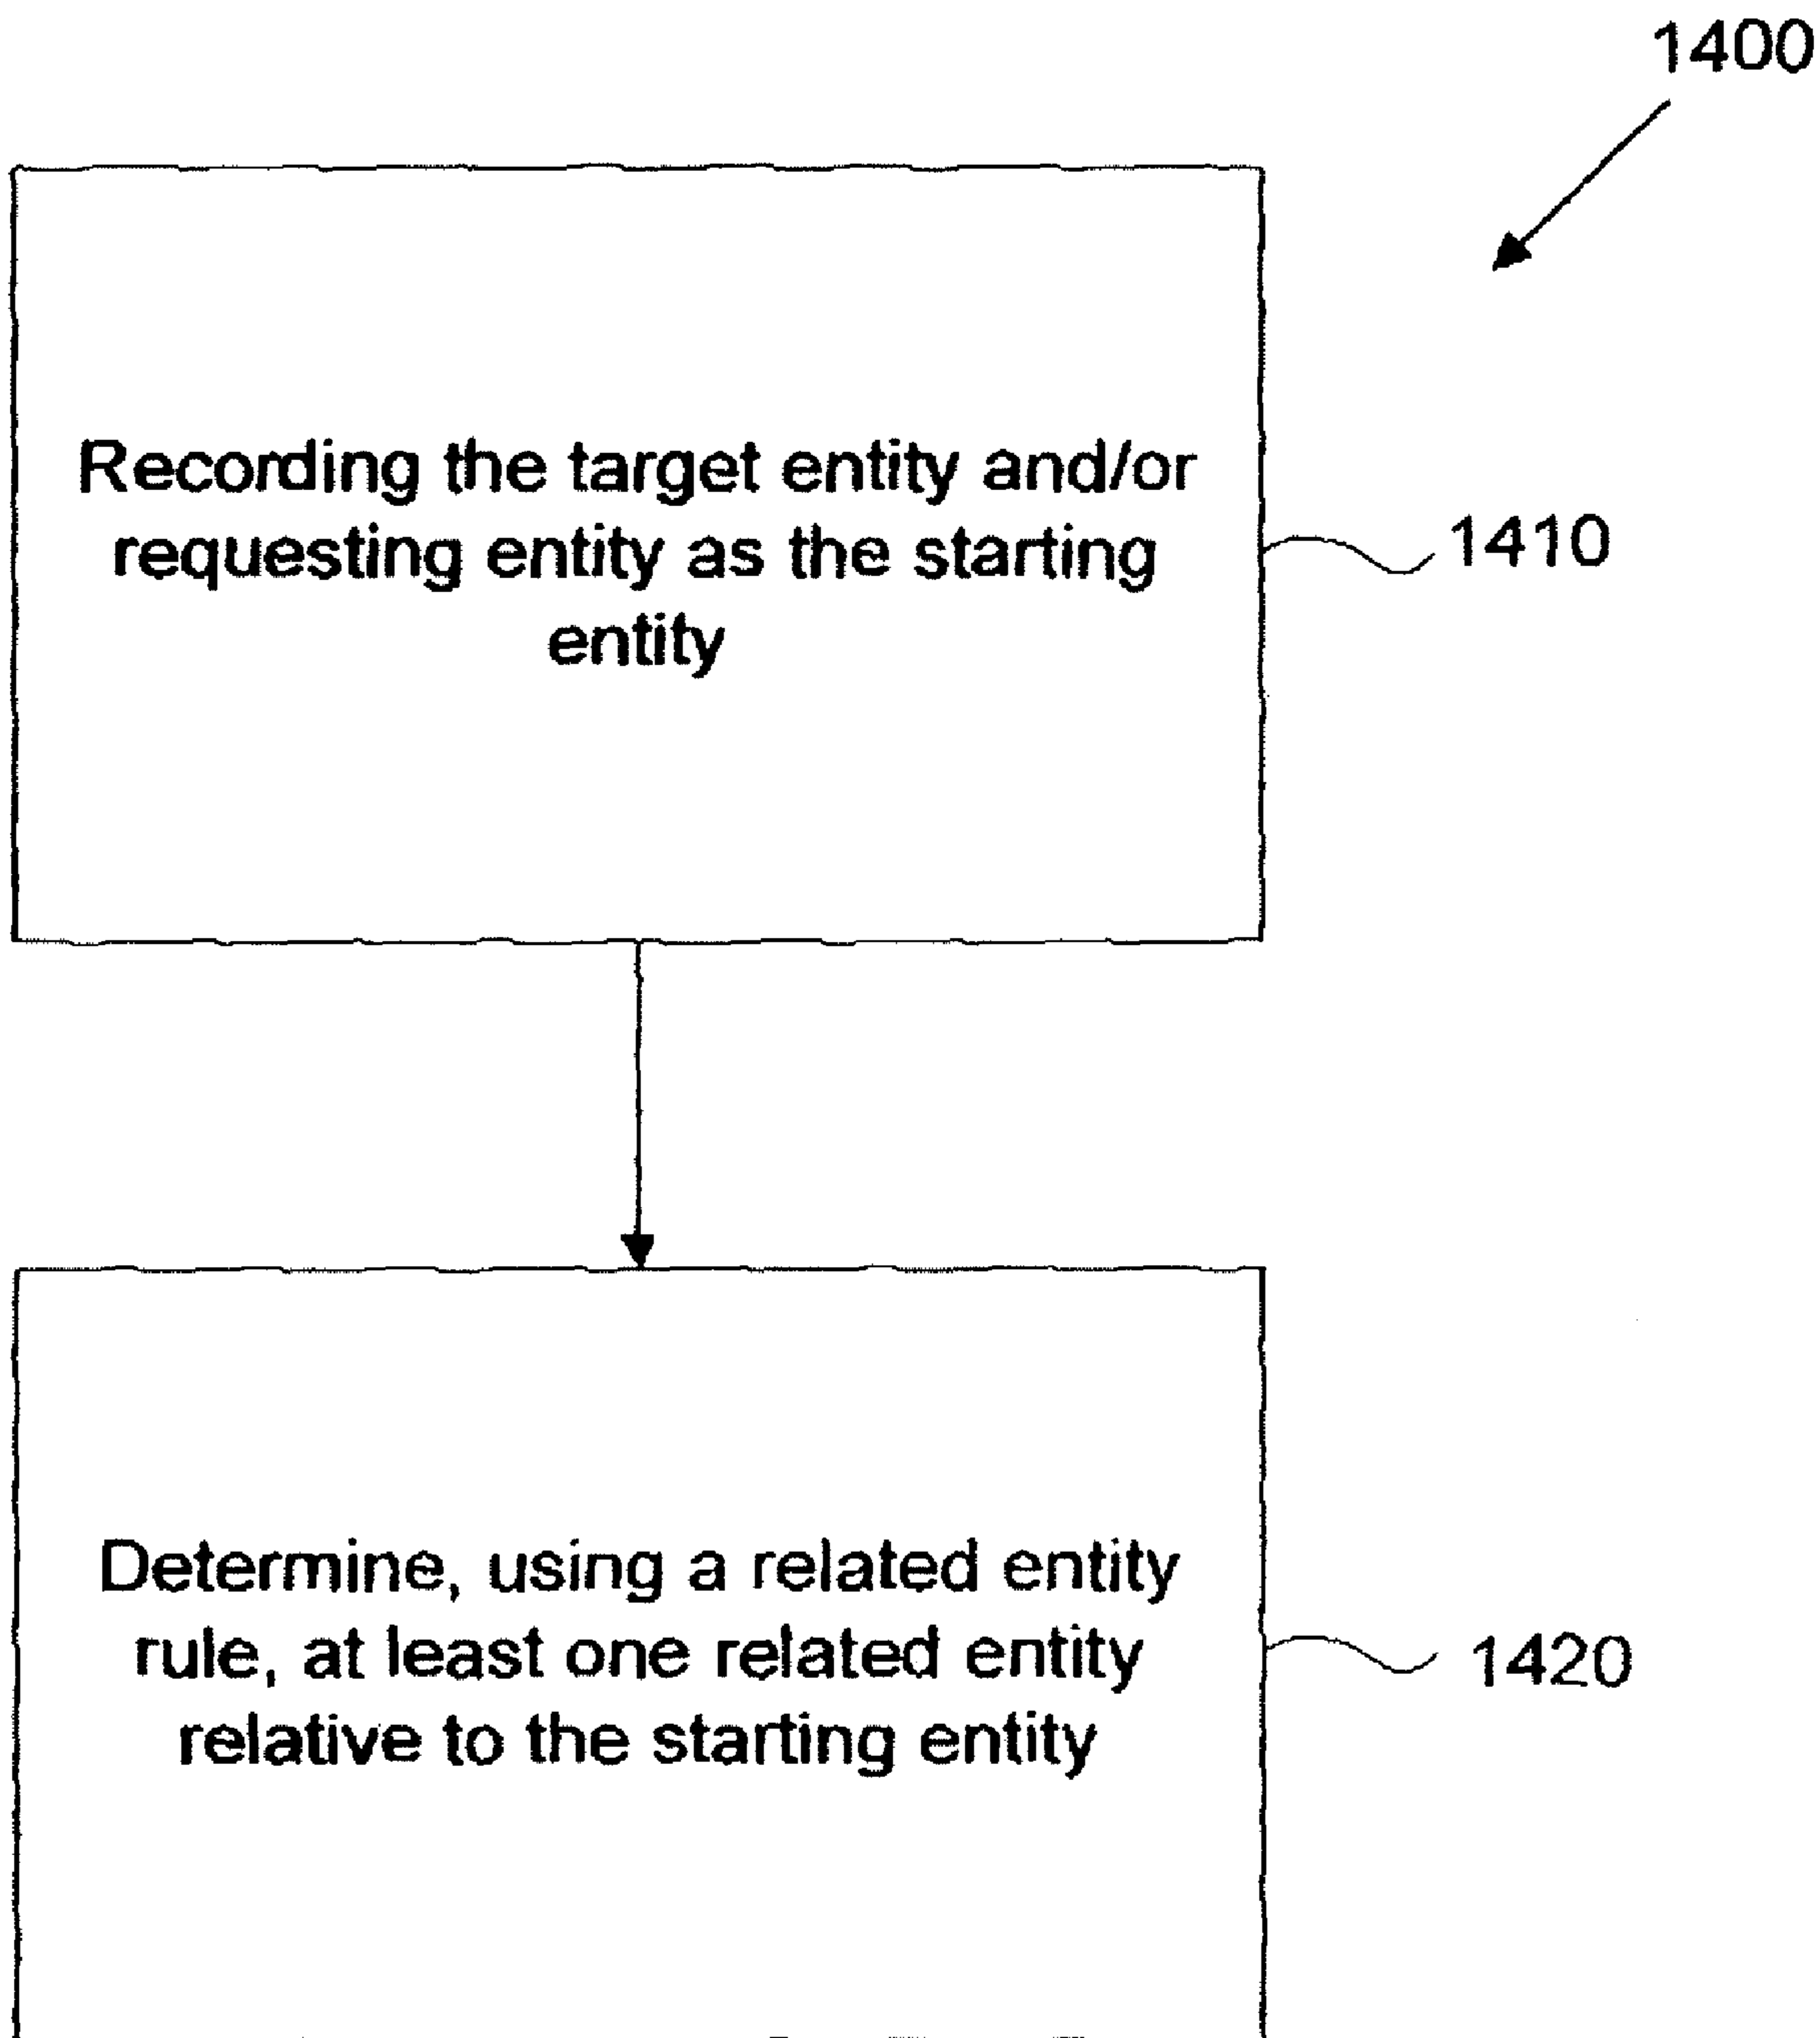 1400
Recording the target entity and/or
requesting entity as the starting
entity
1410
Determine, using a related entity
rule, at least one related entity
relative to the starting entity
1420